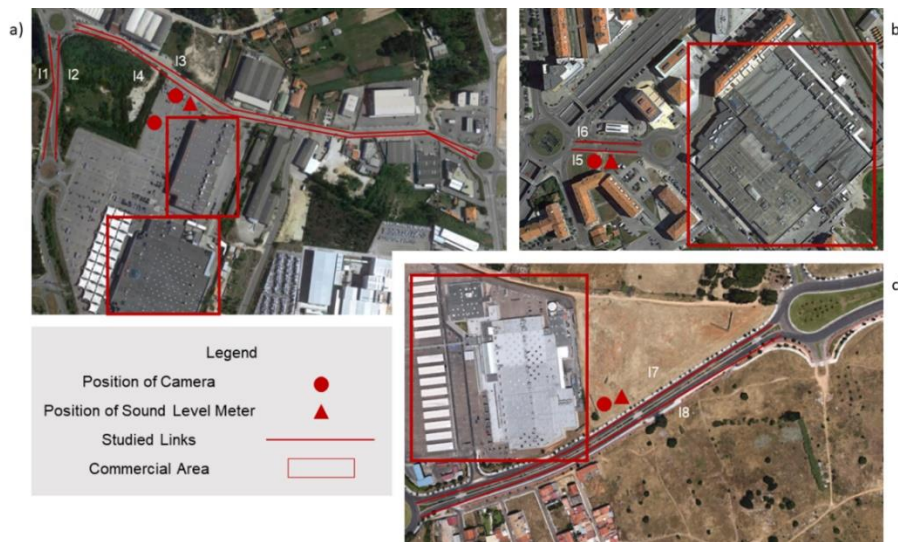 a)
b
c
l1
l2
l4
l3
l6
l5
l7
l8
Legend
Position of Camera
Position of Sound Level Meter
Studied Links
Commercial Area